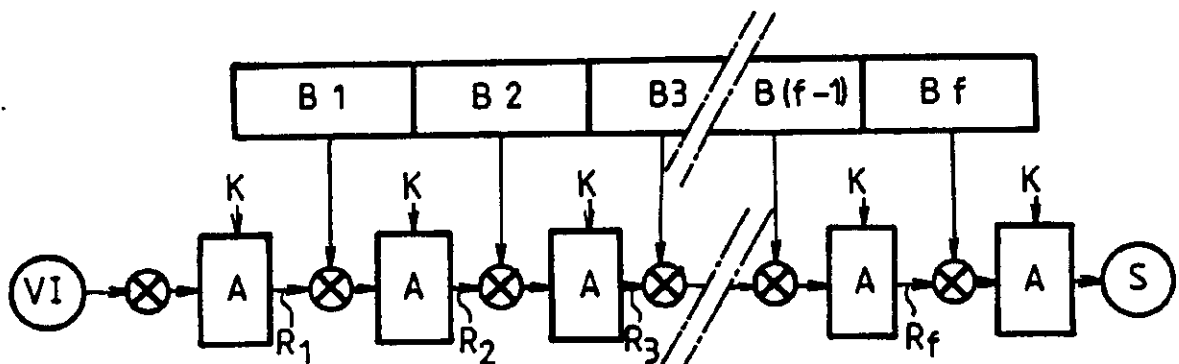 B 1 B 2 B3 B(f-1) B f
K K K K K
VI A A A A A S
R1 R2 R3 Rf